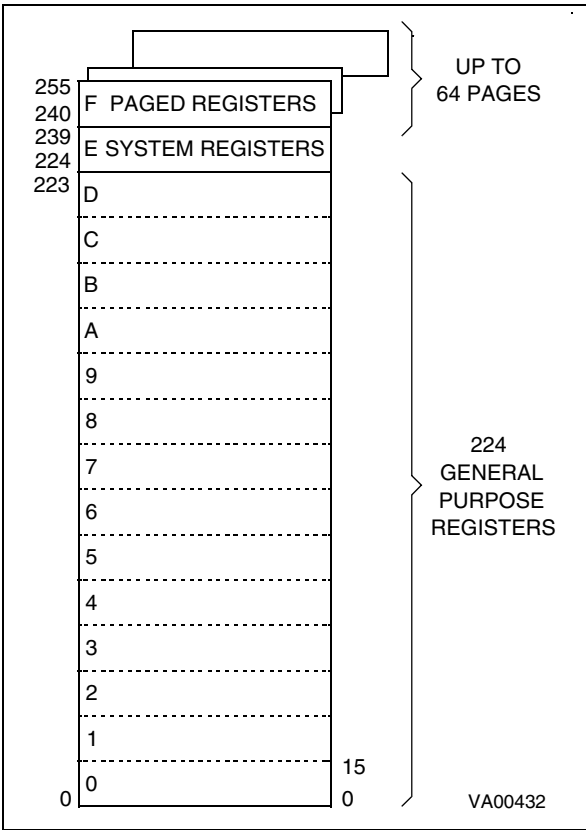 255
240
239
224
223
F PAGED REGISTERS
E SYSTEM REGISTERS
D
C
B
A
9
8
7
6
5
4
3
2
1
0
0
15
0
UP TO
64 PAGES
224
GENERAL
PURPOSE
REGISTERS
VA00432